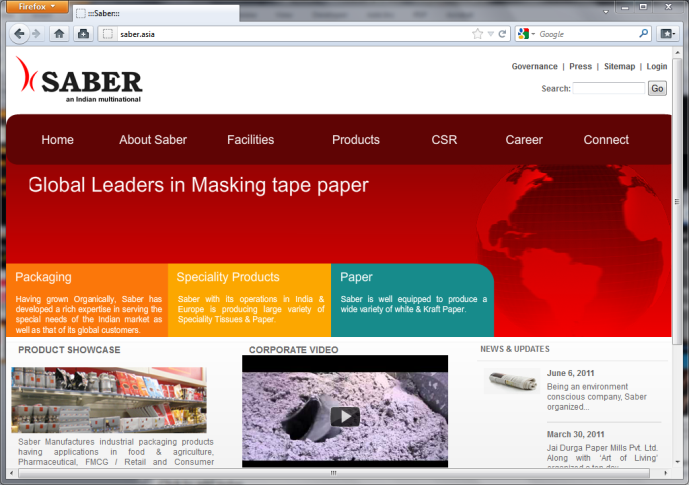 Firefox
:::Saber:::
saber.asia
Google
SABER
an Indian multinational
Governance | Press | Sitemap | Login
Search: Go
Home About Saber Facilities Products CSR Career Connect
Global Leaders in Masking tape paper
Packaging
Having grown Organically, Saber has
developed a rich expertise in serving the
special needs of the Indian market as
well as that of its global customers.
Speciality Products
Saber with its operations in India &
Europe is producing large variety of
Speciality Tissues & Paper.
Paper
Saber is well equipped to produce a
wide variety of white & Kraft Paper.
PRODUCT SHOWCASE
Saber Manufactures industrial packaging products
having applications in food & agriculture,
Pharmaceutical, FMCG / Retail and Consumer
CORPORATE VIDEO
NEWS & UPDATES
June 6, 2011
Being an environment
conscious company, Saber
organized...
March 30, 2011
Jai Durga Paper Mills Pvt. Ltd.
Along with 'Art of Living'
organized a ten day